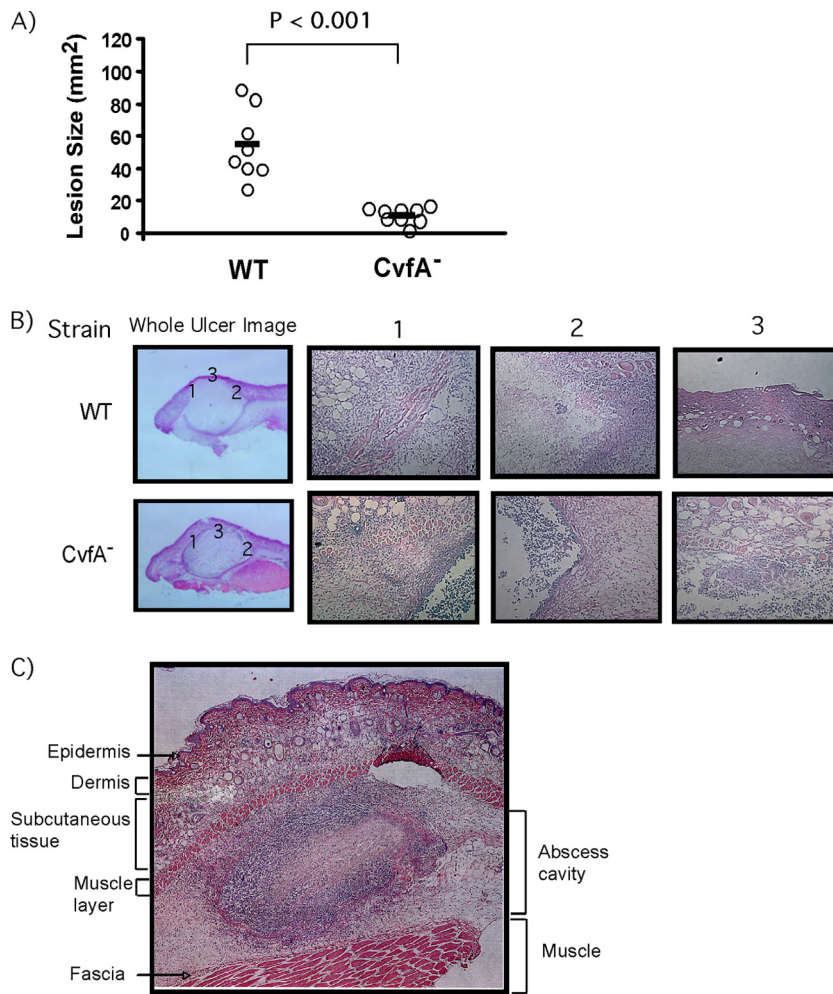 A)
P < 0.001
Lesion Size (mm²)
120
100
80
60
40
20
0
WT
CvfA⁻
B)
Strain Whole Ulcer Image 1 2 3
WT
3
1
2
CvfA⁻
3
1
2
C)
Epidermis
Dermis
Subcutaneous
tissue
Muscle
layer
Fascia
Abscess
cavity
Muscle